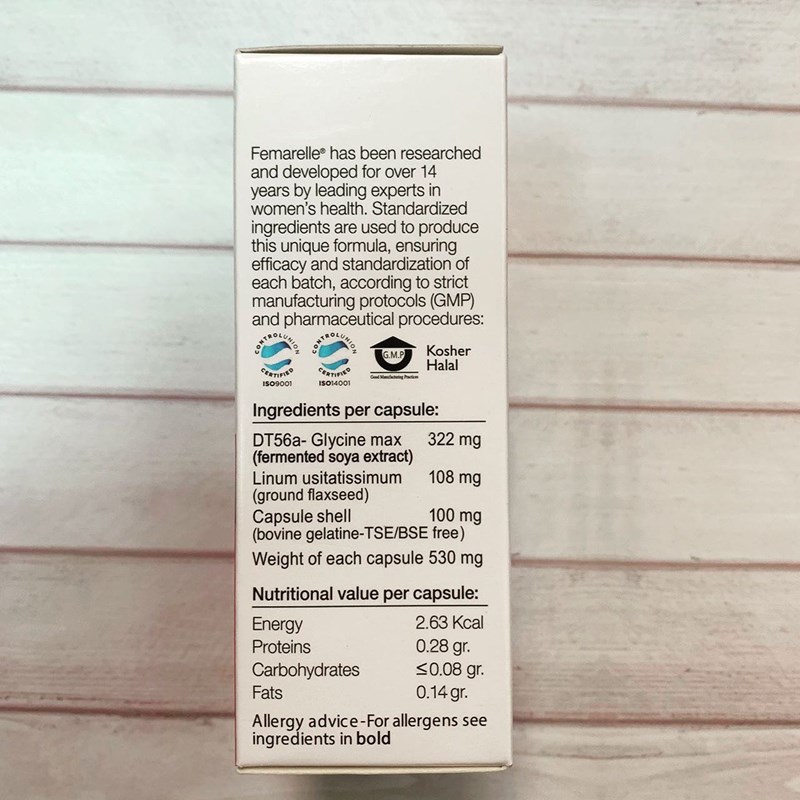 Femarelle® has been researched
and developed for over 14
years by leading experts in
women's health. Standardized
ingredients are used to produce
this unique formula, ensuring
efficacy and standardization of
each batch, according to strict
manufacturing protocols (GMP)
and pharmaceutical procedures:
CONTROLUNION CERTIFIED ISO9001
CONTROLUNION CERTIFIED ISO14001
G.M.P
Good Manufacturing Practices
Kosher
Halal
Ingredients per capsule:
DT56a- Glycine max 322 mg
(fermented soya extract)
Linum usitatissimum 108 mg
(ground flaxseed)
Capsule shell 100 mg
(bovine gelatine-TSE/BSE free)
Weight of each capsule 530 mg
Nutritional value per capsule:
Energy 2.63 Kcal
Proteins 0.28 gr.
Carbohydrates ≤0.08 gr.
Fats 0.14 gr.
Allergy advice-For allergens see
ingredients in bold